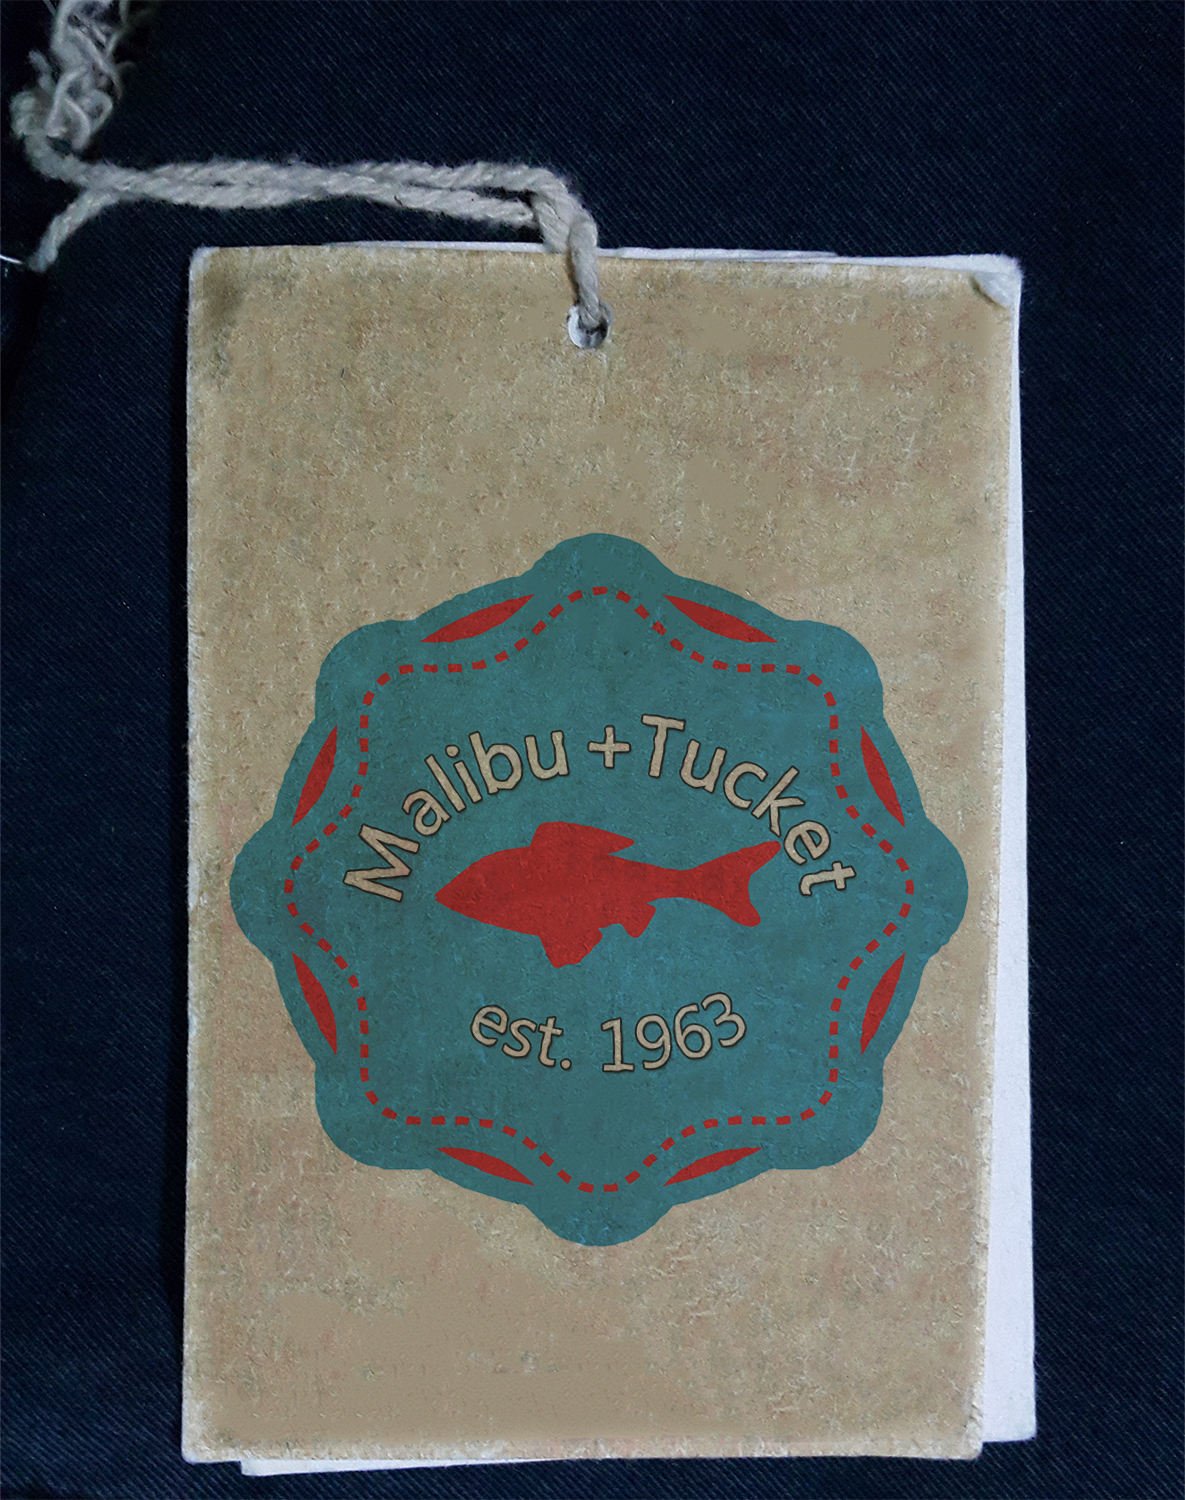 Malibu +Tucket
est. 1963